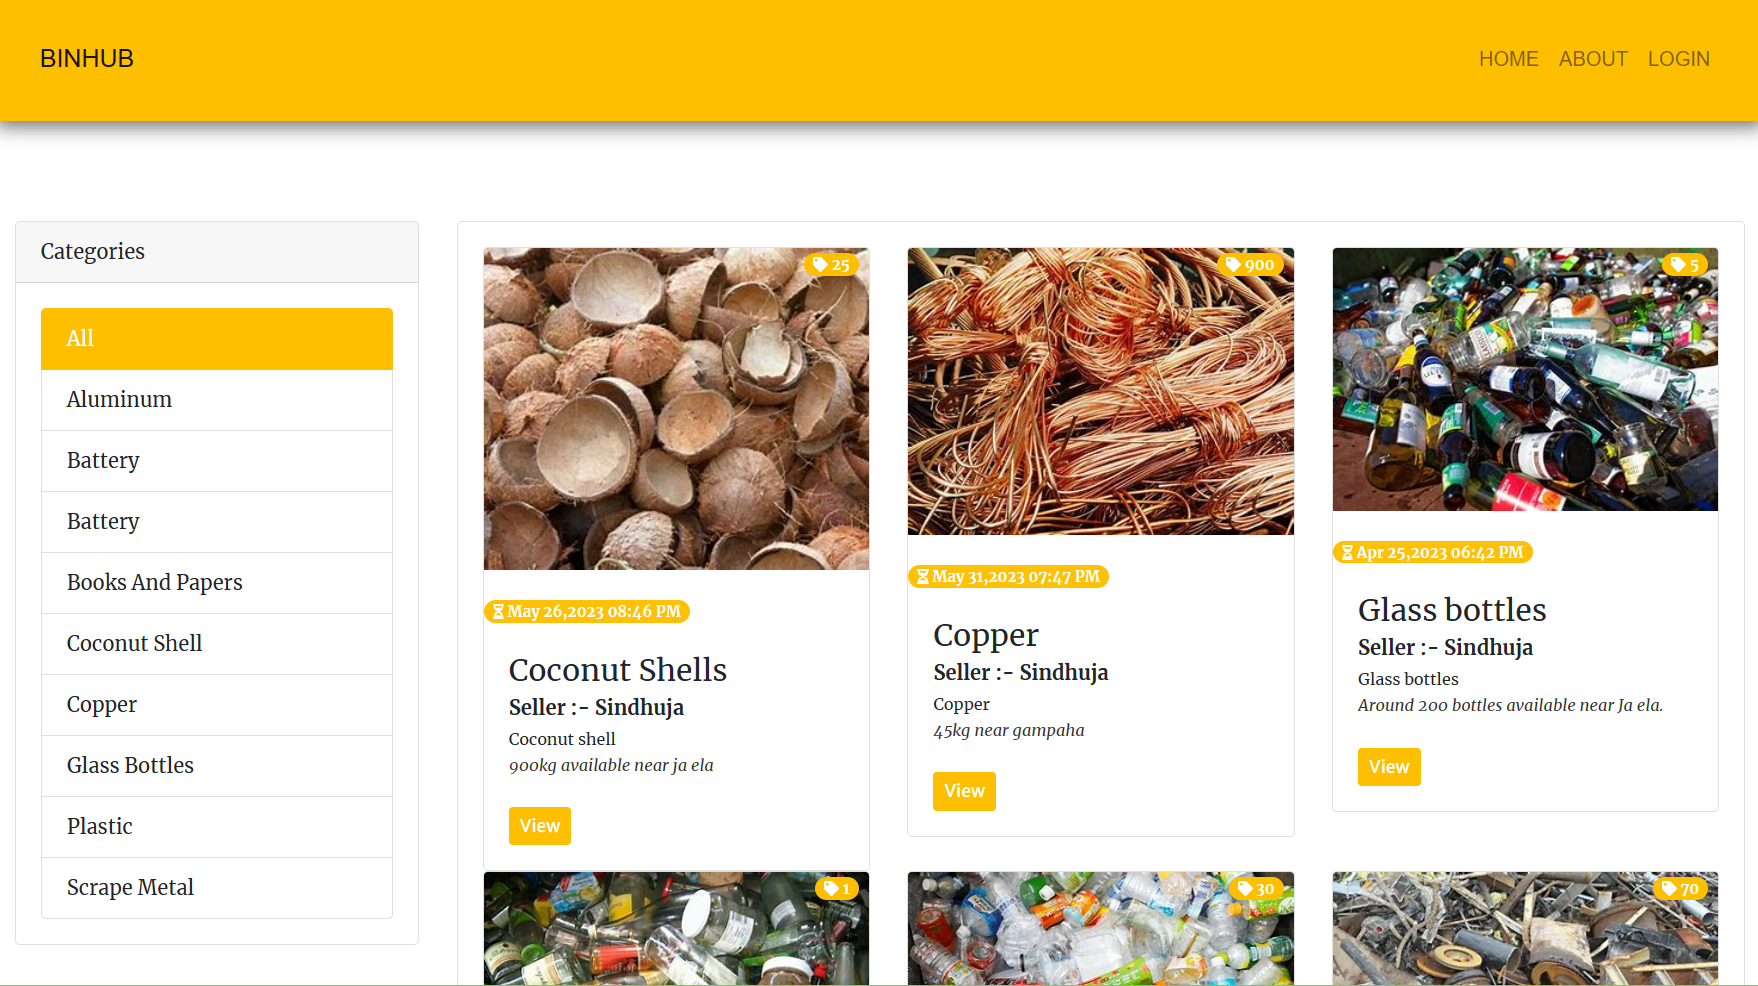 BINHUB
HOME ABOUT LOGIN
Categories
All
Aluminum
Battery
Battery
Books And Papers
Coconut Shell
Copper
Glass Bottles
Plastic
Scrape Metal
25
May 26,2023 08:46 PM
Coconut Shells
Seller :- Sindhuja
Coconut shell
900kg available near ja ela
View
900
May 31,2023 07:47 PM
Copper
Seller :- Sindhuja
Copper
45kg near gampaha
View
5
Apr 25,2023 06:42 PM
Glass bottles
Seller :- Sindhuja
Glass bottles
Around 200 bottles available near Ja ela.
View
1
30
70